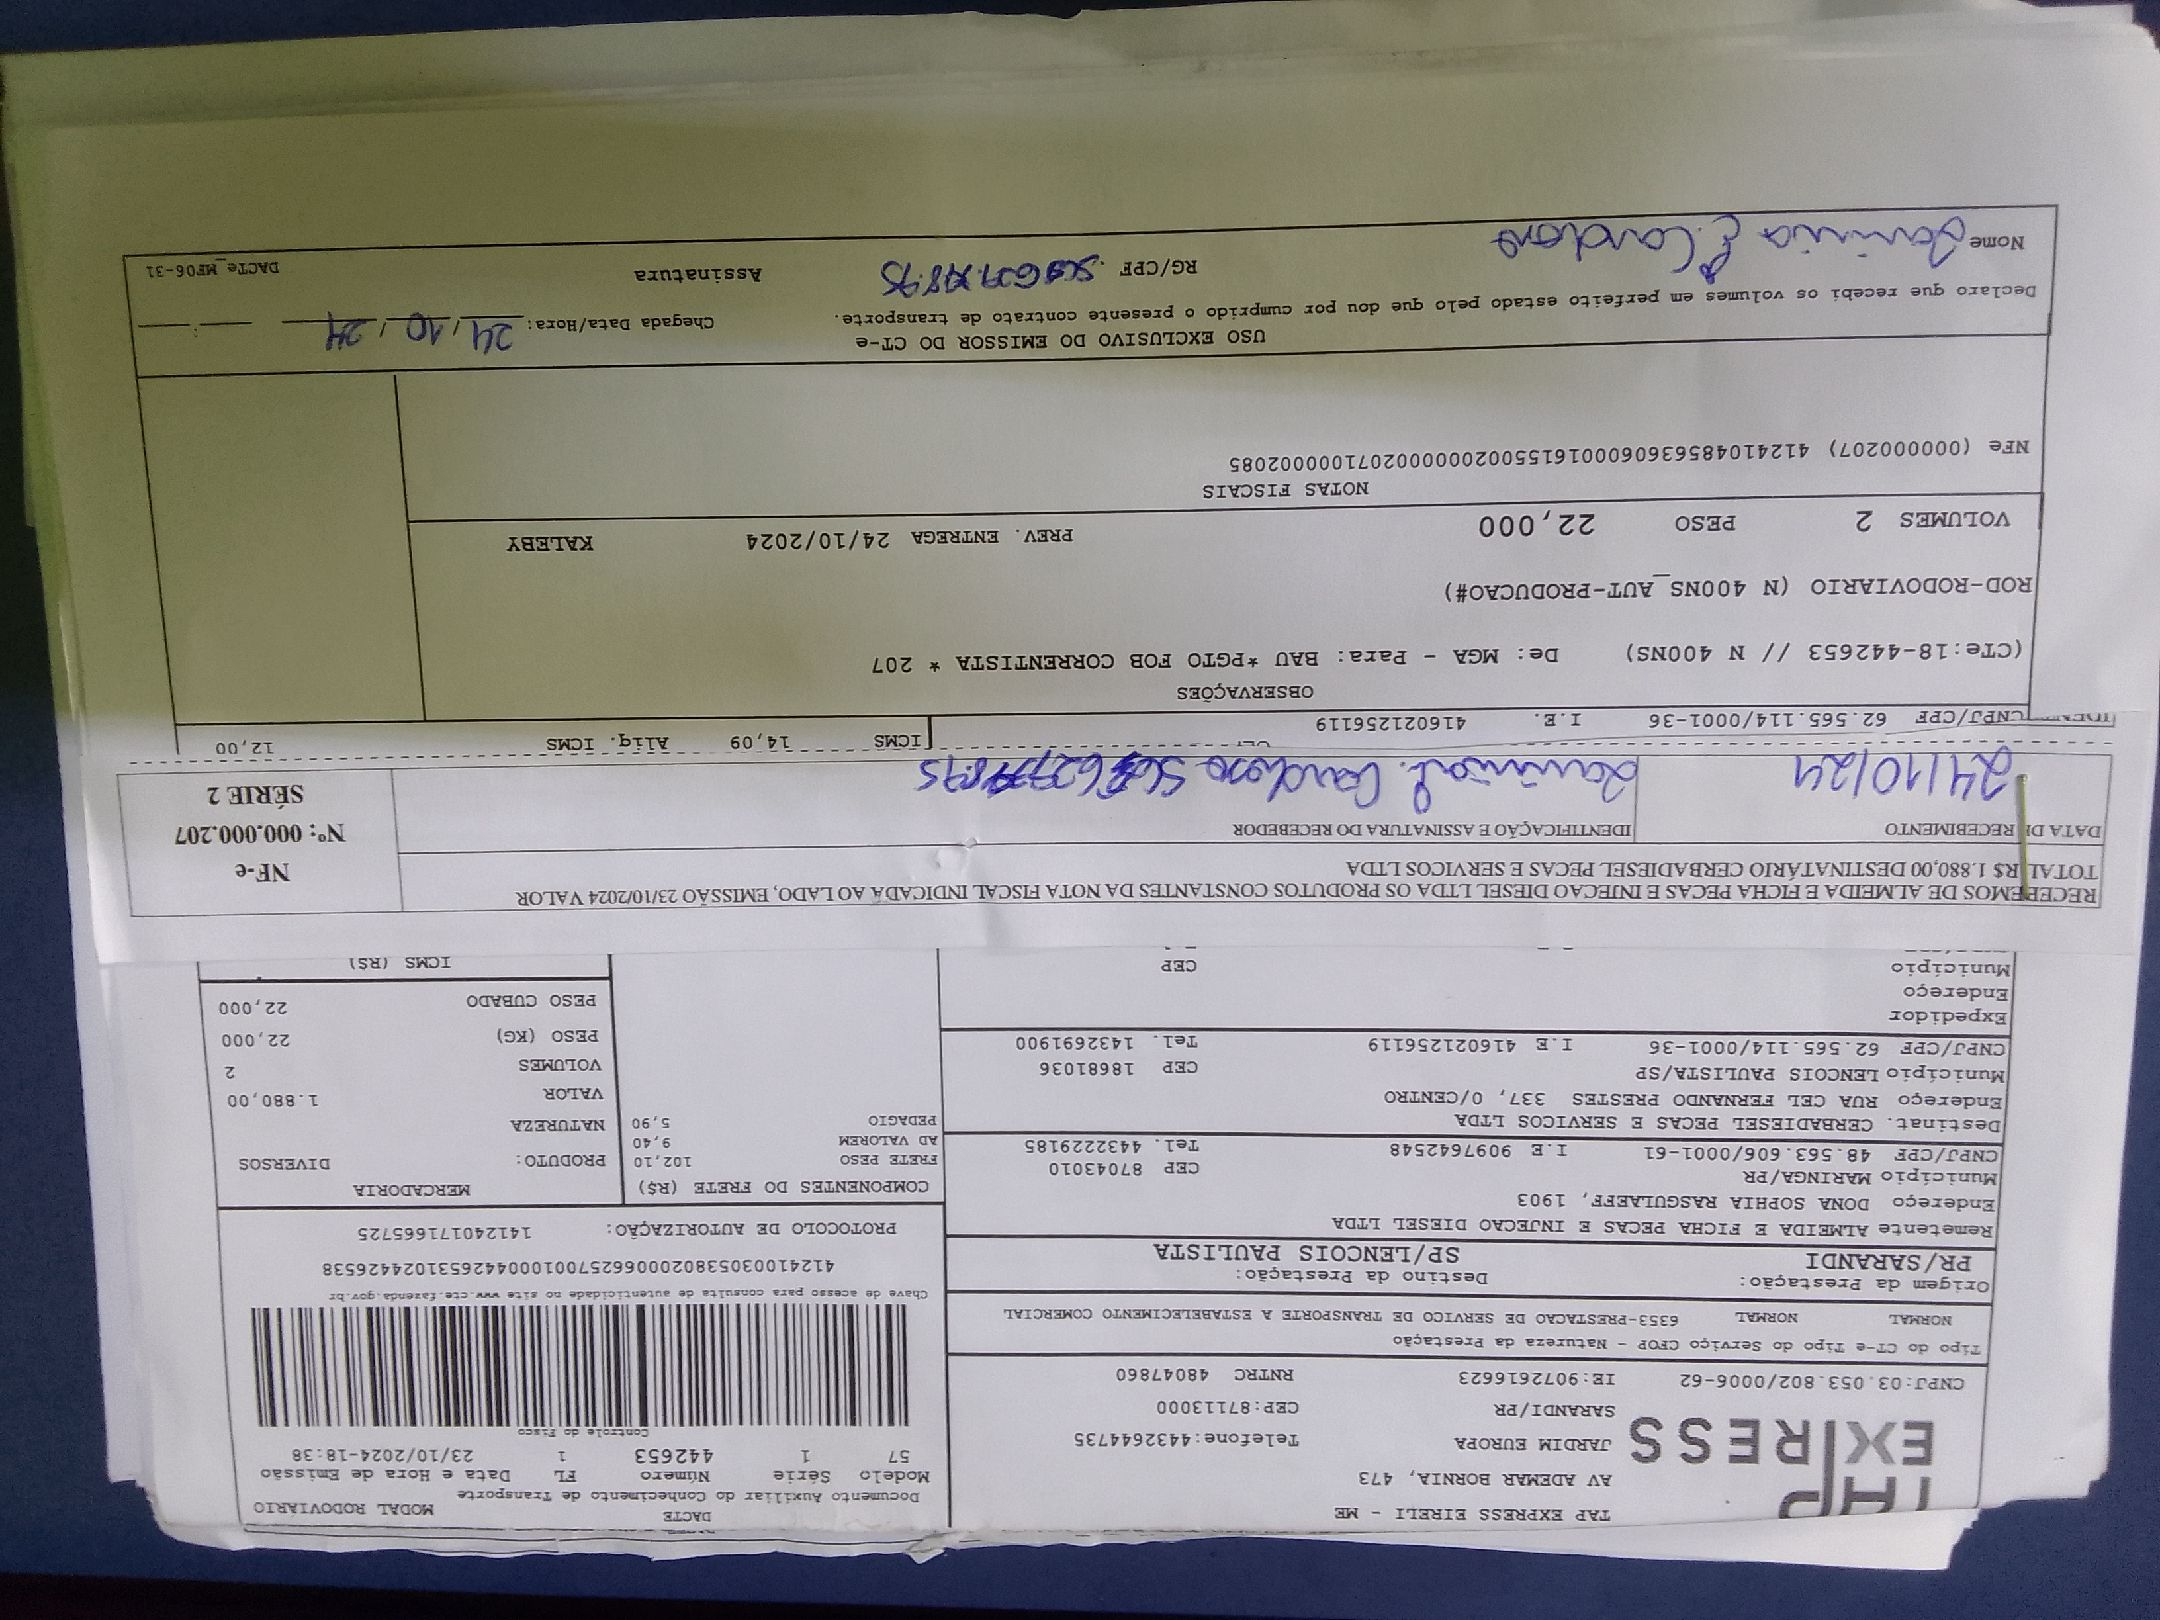 TAP EXPRESS EIRELI - ME
AV ADEMAR BORNIA, 473
JARDIM EUROPA Telefone:4432644735
SARANDI/PR CEP:87113000
CNPJ:03.053.802/0006-62 IE:9072616623 RNTRC 48047860
EXPRESS
DACTE MODAL RODOVIARIO
Documento Auxiliar do Conhecimento de Transporte
Modelo Série Número FL Data e Hora de Emissão
57 1 442653 1 23/10/2024-18:38
Controle do Fisco
Chave de acesso para consulta de autenticidade no site www.cte.fazenda.gov.br
41241003053802000662570010004426531024426538
PROTOCOLO DE AUTORIZAÇÃO: 141240171665725
Tipo do CT-e Tipo do Serviço CFOP - Natureza da Prestação
NORMAL NORMAL 6353-PRESTACAO DE SERVICO DE TRANSPORTE A ESTABELECIMENTO COMERCIAL
Origem da Prestação: Destino da Prestação:
PR/SARANDI SP/LENCOIS PAULISTA
Remetente ALMEIDA E FICHA PECAS E INJECAO DIESEL LTDA
Endereço DONA SOPHIA RASGULAEFF, 1903
Município MARINGA/PR CEP 87043010
CNPJ/CPF 48.563.606/0001-61 I.E 9097642548 Tel. 4432229185
Destinat. CERBADIESEL PECAS E SERVICOS LTDA
Endereço RUA CEL FERNANDO PRESTES 337, 0/CENTRO
Município LENCOIS PAULISTA/SP CEP 18681036
CNPJ/CPF 62.565.114/0001-36 I.E 416021256119 Tel. 1432691900
Expedidor
Endereço
Município CEP
COMPONENTES DO FRETE (R$)
FRETE PESO 102,10
AD VALOREM 9,40
PEDAGIO 5,90
MERCADORIA
PRODUTO: DIVERSOS
NATUREZA
VALOR 1.880,00
VOLUMES 2
PESO (KG) 22,000
PESO CUBADO 22,000
ICMS (R$)
RECEBEMOS DE ALMEIDA E FICHA PECAS E INJECAO DIESEL LTDA OS PRODUTOS CONSTANTES DA NOTA FISCAL INDICADA AO LADO, EMISSÃO 23/10/2024 VALOR
TOTAL R$ 1.880,00 DESTINATÁRIO CERBADIESEL PECAS E SERVICOS LTDA
NF-e
Nº: 000.000.207
SÉRIE 2
DATA DE RECEBIMENTO IDENTIFICAÇÃO E ASSINATURA DO RECEBEDOR
24/10/24 Cardoso
CNPJ/CPF 62.565.114/0001-36 I.E. 416021256119
ICMS 14,09 Aliq. ICMS 12,00
OBSERVAÇÕES
(CTe:18-442653 // N 400NS) De: MGA - Para: BAU *PGTO FOB CORRENTISTA * 207
ROD-RODOVIARIO (N 400NS_AUT-PRODUCAO#)
VOLUMES 2 PESO 22,000 PREV. ENTREGA 24/10/2024 KALEBY
NOTAS FISCAIS
NFe (000000207) 41241048563606000161550020000002071000002085
USO EXCLUSIVO DO EMISSOR DO CT-e
Declaro que recebi os volumes em perfeito estado pelo que dou por cumprido o presente contrato de transporte.
Chegada Data/Hora: 24/10/24 __:__
Nome E. Cardoso RG/CPF Assinatura
DACTe_MF06-31